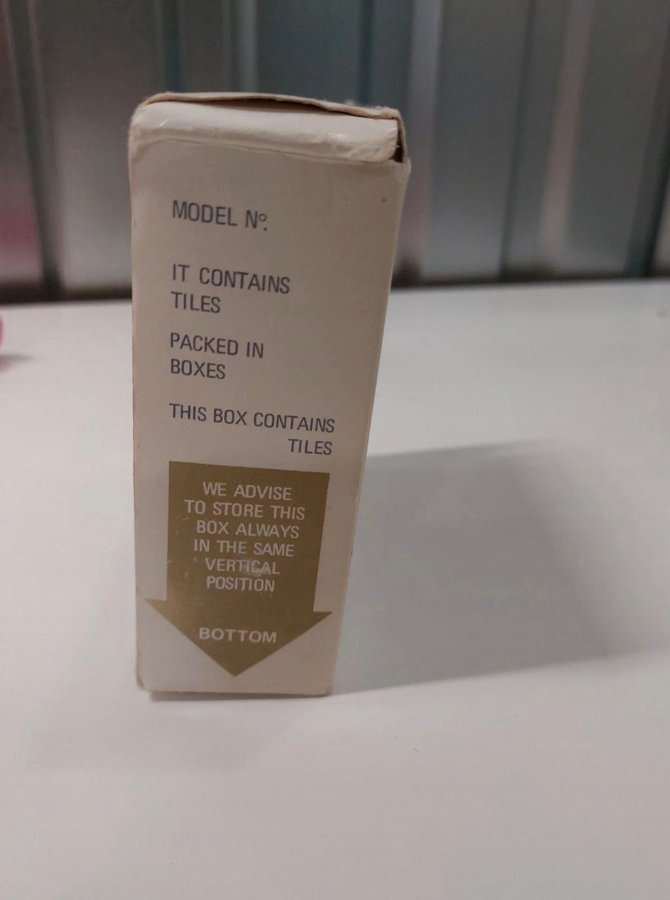 MODEL Nº.
IT CONTAINS
TILES
PACKED IN
BOXES
THIS BOX CONTAINS
TILES
WE ADVISE
TO STORE THIS
BOX ALWAYS
IN THE SAME
VERTICAL
POSITION
BOTTOM